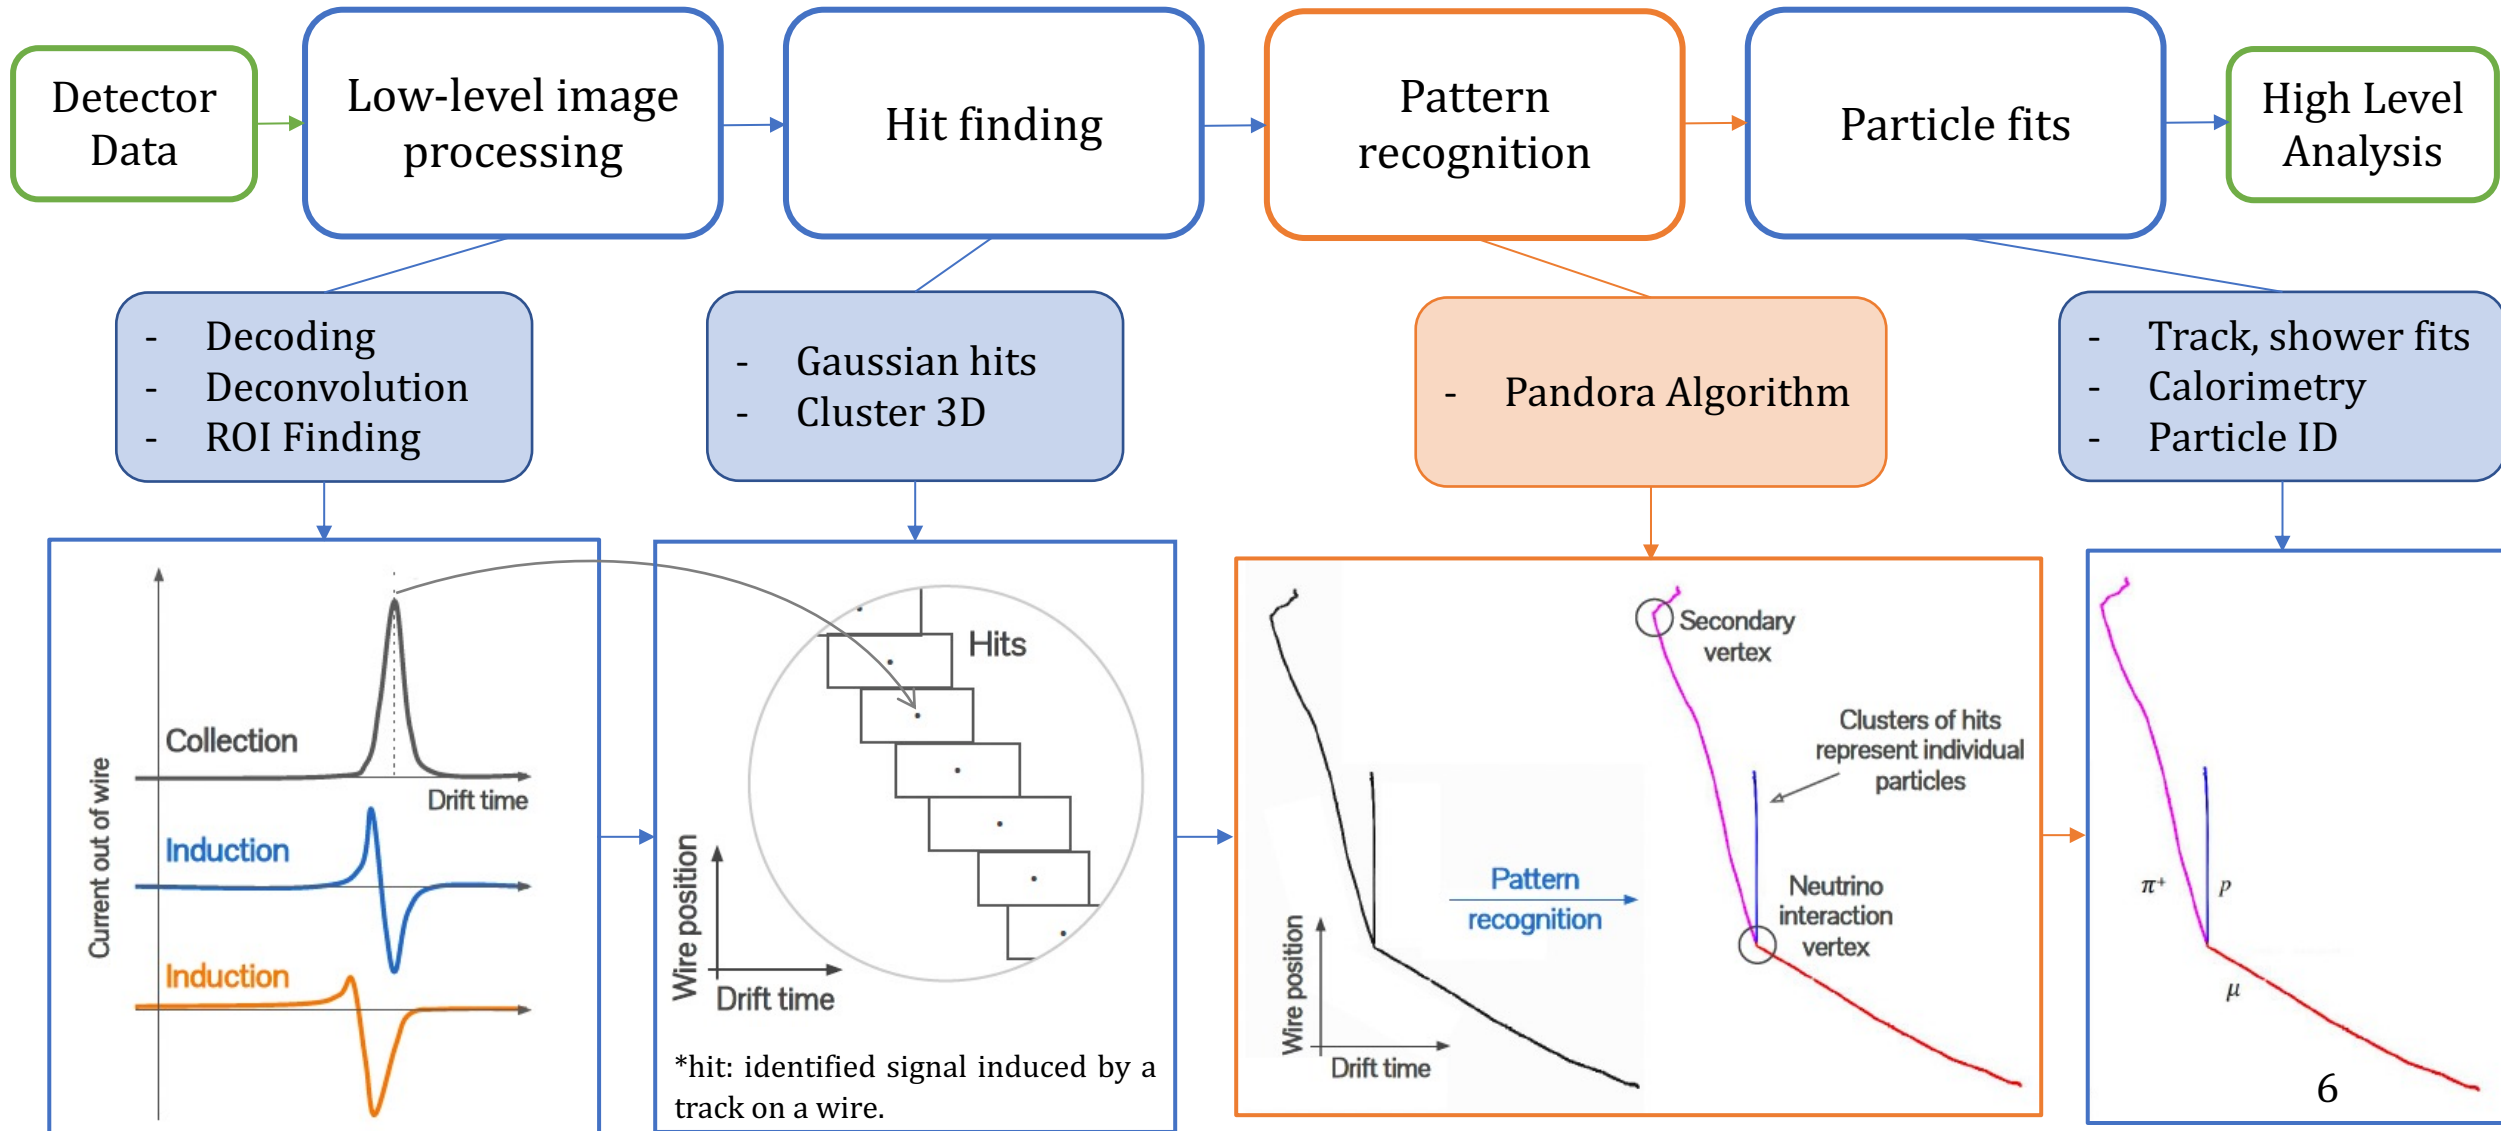 Detector
Data
Low-level image
processing
Hit finding
Pattern
recognition
Particle fits
High Level
Analysis
- Decoding
- Deconvolution
- ROI Finding
- Gaussian hits
- Cluster 3D
- Pandora Algorithm
- Track, shower fits
- Calorimetry
- Particle ID
Current out of wire
Collection
Drift time
Induction
Induction
Hits
Wire position
Drift time
*hit: identified signal induced by a
track on a wire.
Wire position
Drift time
Pattern
recognition
Secondary
vertex
Clusters of hits
represent individual
particles
Neutrino
interaction
vertex
π⁺
p
μ
6